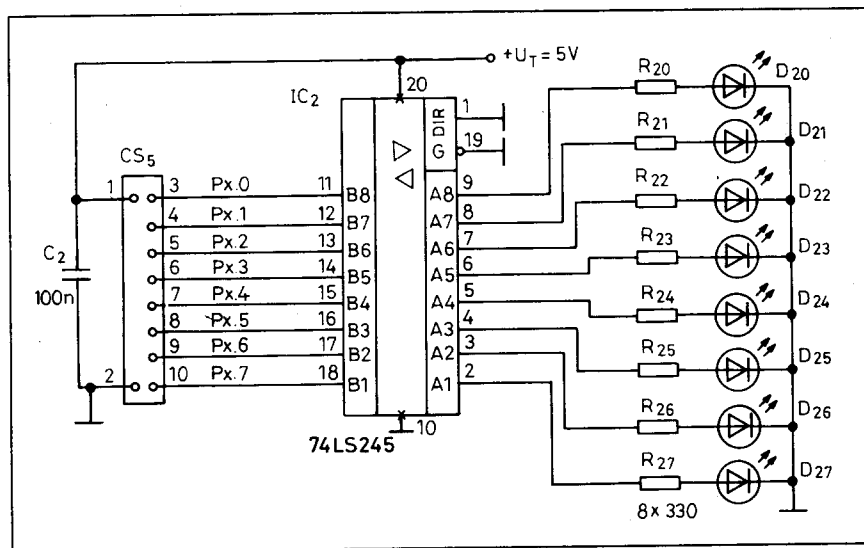 +U_T = 5V
20
IC₂
CS₅
1
3 Px.0 11 B8
4 Px.1 12 B7
5 Px.2 13 B6
6 Px.3 14 B5
7 Px.4 15 B4
8 Px.5 16 B3
9 Px.6 17 B2
2
10 Px.7 18 B1
C₂
100n
DIR 1
G 19
A8 9
A7 8
A6 7
A5 6
A4 5
A3 4
A2 3
A1 2
10
74LS245
R₂₀ D₂₀
R₂₁ D₂₁
R₂₂ D₂₂
R₂₃ D₂₃
R₂₄ D₂₄
R₂₅ D₂₅
R₂₆ D₂₆
R₂₇ D₂₇
8 x 330